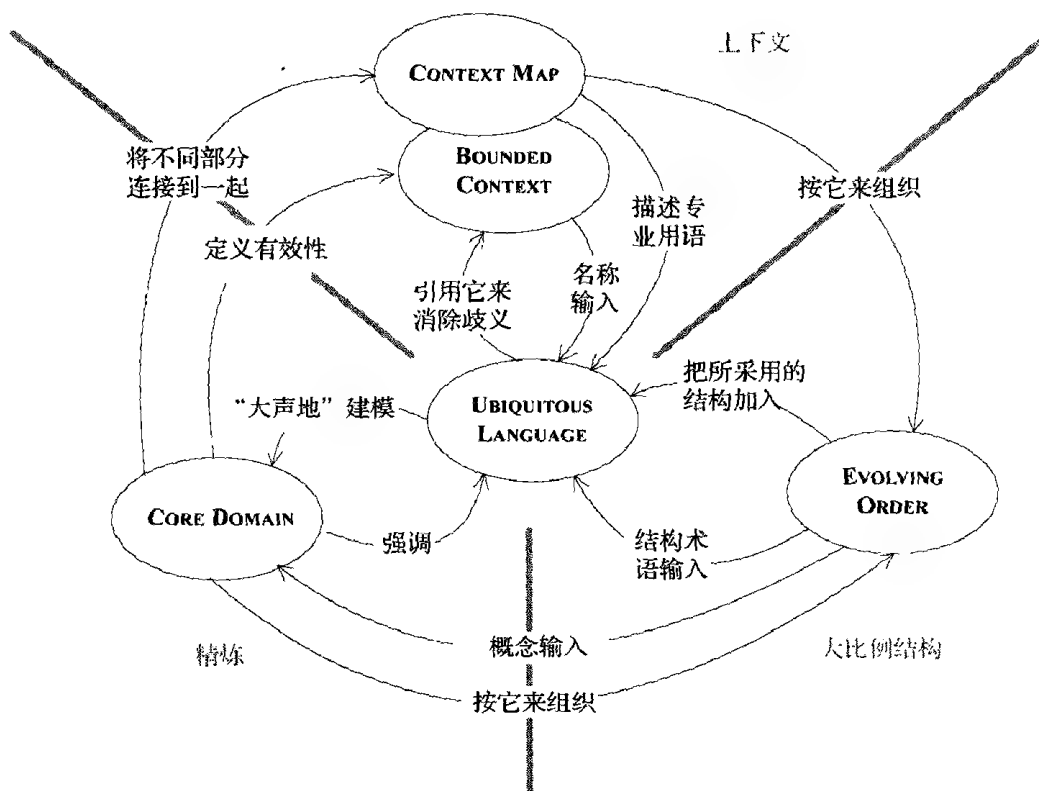 上下文
CONTEXT MAP
将不同部分
连接到一起
BOUNDED
CONTEXT
按它来组织
描述专
业用语
定义有效性
名称
输入
引用它来
消除歧义
把所采用的
结构加入
“大声地”建模
UBIQUITOUS
LANGUAGE
EVOLVING
ORDER
CORE DOMAIN
强调
结构术
语输入
概念输入
精炼
大比例结构
按它来组织